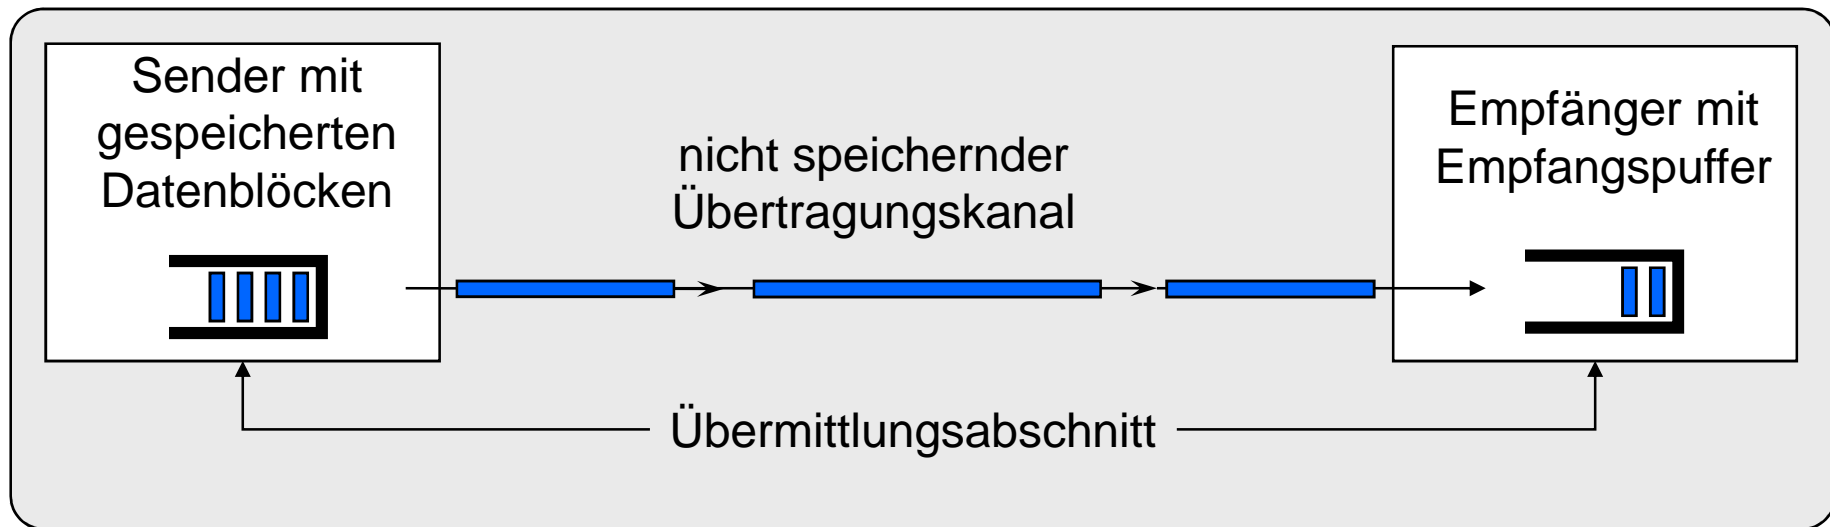 Sender mit
gespeicherten
Datenblöcken
nicht speichernder
Übertragungskanal
Empfänger mit
Empfangspuffer
Übermittlungsabschnitt